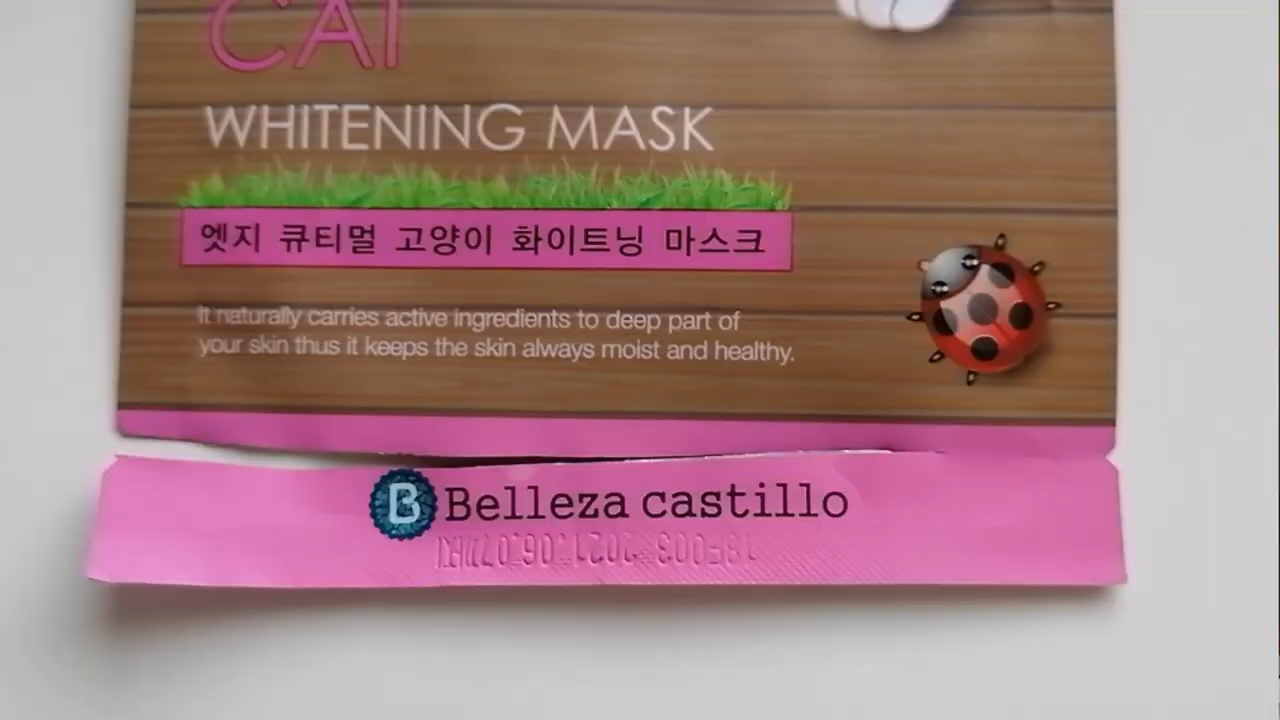 CAT
WHITENING MASK
엣지 큐티멀 고양이 화이트닝 마스크
It naturally carries active ingredients to deep part of
your skin thus it keeps the skin always moist and healthy.
B Belleza castillo